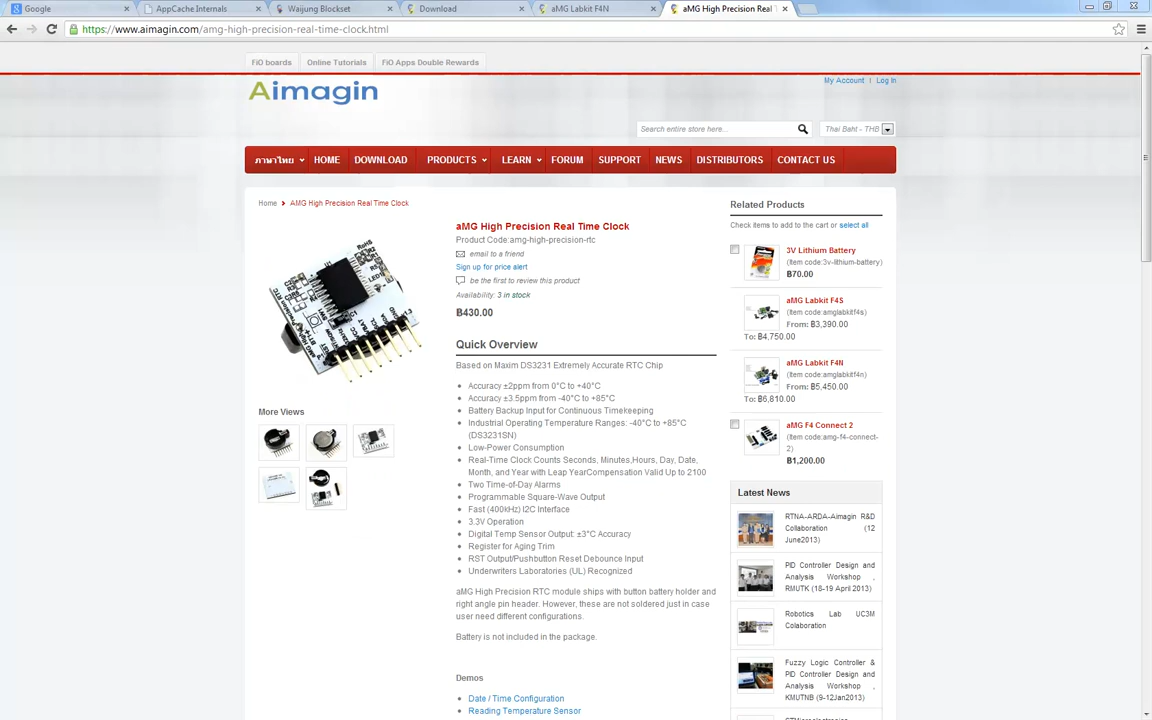 Google
AppCache Internals
Waijung Blockset
Download
aMG Labkit F4N
aMG High Precision Real T
https://www.aimagin.com/amg-high-precision-real-time-clock.html
FiO boards
Online Tutorials
FiO Apps Double Rewards
Aimagin
My Account | Log In
Search entire store here...
Thai Baht - THB
ภาษาไทย
HOME
DOWNLOAD
PRODUCTS
LEARN
FORUM
SUPPORT
NEWS
DISTRIBUTORS
CONTACT US
Home
AMG High Precision Real Time Clock
aMG High Precision Real Time Clock
Product Code:amg-high-precision-rtc
email to a friend
Sign up for price alert
be the first to review this product
Availability: 3 in stock
฿430.00
Quick Overview
Based on Maxim DS3231 Extremely Accurate RTC Chip
Accuracy ±2ppm from 0°C to +40°C
Accuracy ±3.5ppm from -40°C to +85°C
Battery Backup Input for Continuous Timekeeping
Industrial Operating Temperature Ranges: -40°C to +85°C
(DS3231SN)
Low-Power Consumption
Real-Time Clock Counts Seconds, Minutes,Hours, Day, Date,
Month, and Year with Leap YearCompensation Valid Up to 2100
Two Time-of-Day Alarms
Programmable Square-Wave Output
Fast (400kHz) I2C Interface
3.3V Operation
Digital Temp Sensor Output: ±3°C Accuracy
Register for Aging Trim
RST Output/Pushbutton Reset Debounce Input
Underwriters Laboratories (UL) Recognized
aMG High Precision RTC module ships with button battery holder and
right angle pin header. However, these are not soldered just in case
user need different configurations.
Battery is not included in the package.
Demos
Date / Time Configuration
Reading Temperature Sensor
More Views
Related Products
Check items to add to the cart or select all
3V Lithium Battery
(Item code:3v-lithium-battery)
฿70.00
aMG Labkit F4S
(Item code:amglabkitf4s)
From: ฿3,390.00
To: ฿4,750.00
aMG Labkit F4N
(Item code:amglabkitf4n)
From: ฿5,450.00
To: ฿6,810.00
aMG F4 Connect 2
(Item code:amg-f4-connect-
2)
฿1,200.00
Latest News
RTNA-ARDA-Aimagin R&D
Collaboration (12
June2013)
PID Controller Design and
Analysis Workshop ,
RMUTK (18-19 April 2013)
Robotics Lab UC3M
Colaboration
Fuzzy Logic Controller &
PID Controller Design and
Analysis Workshop ,
KMUTNB (9-12Jan2013)
STMicroelectronics